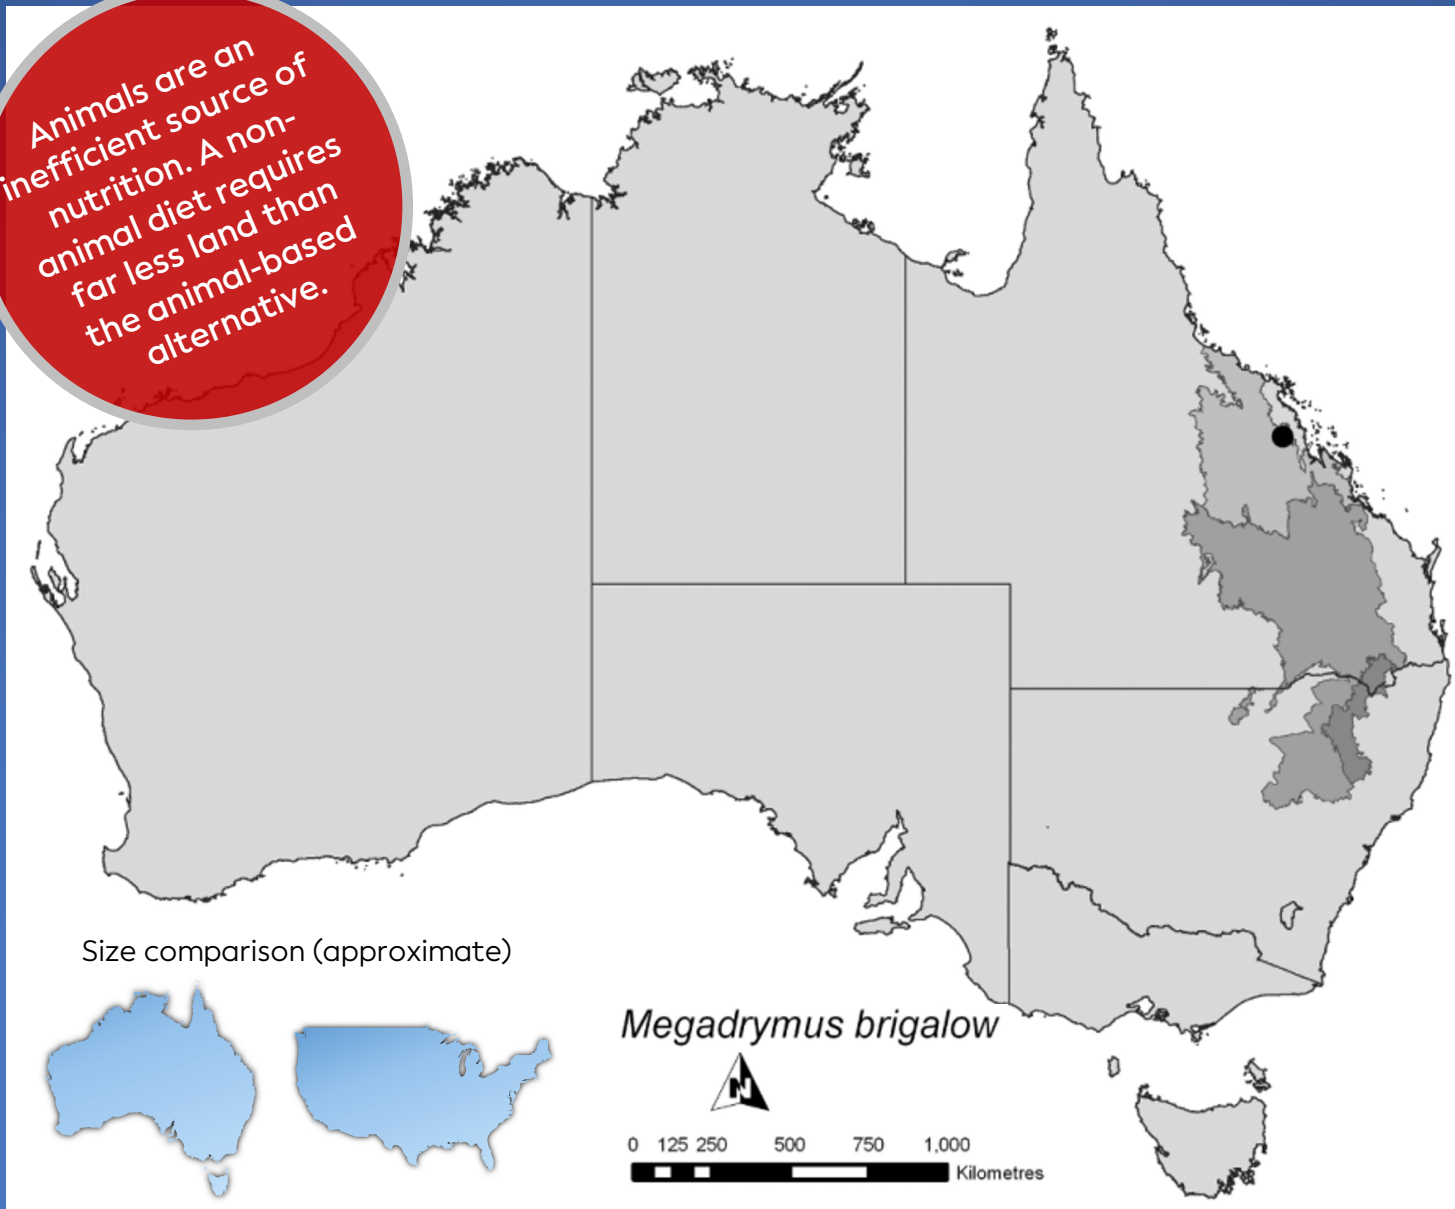 Animals are an
inefficient source of
nutrition. A non-
animal diet requires
far less land than
the animal-based
alternative.
Size comparison (approximate)
Megadrymus brigalow
N
0 125 250 500 750 1,000
Kilometres